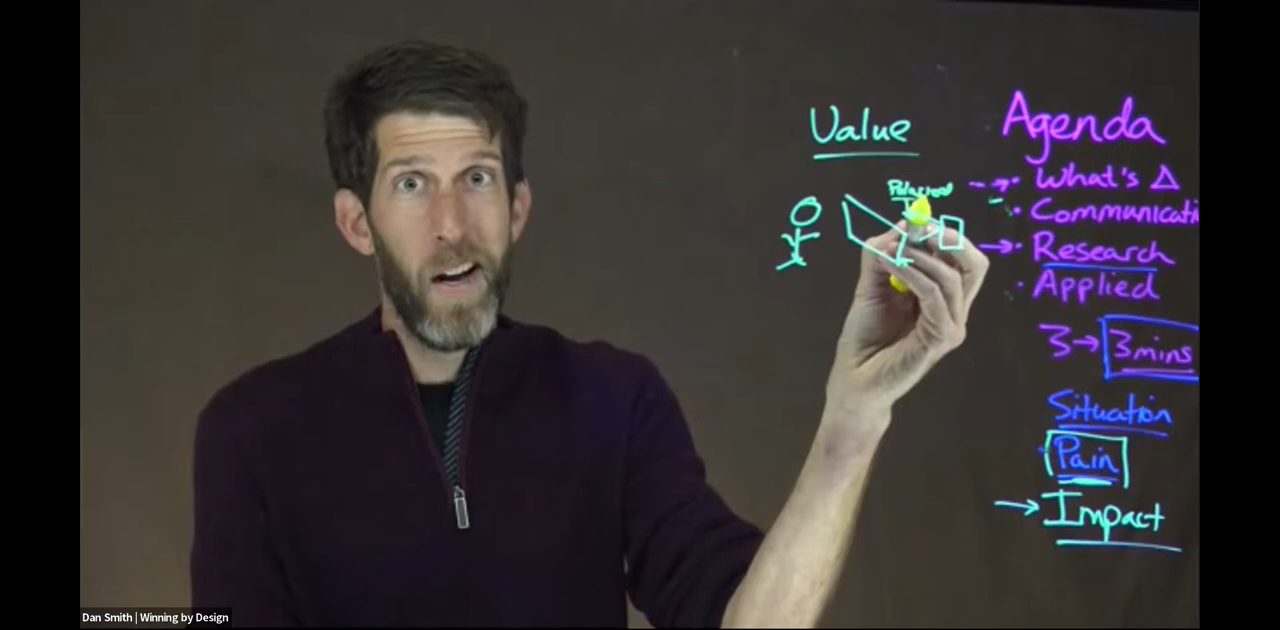 Value
Agenda
What's Δ
Communicati
Research
Applied
3→3mins
Situation
Pain
→Impact
Dan Smith | Winning by Design